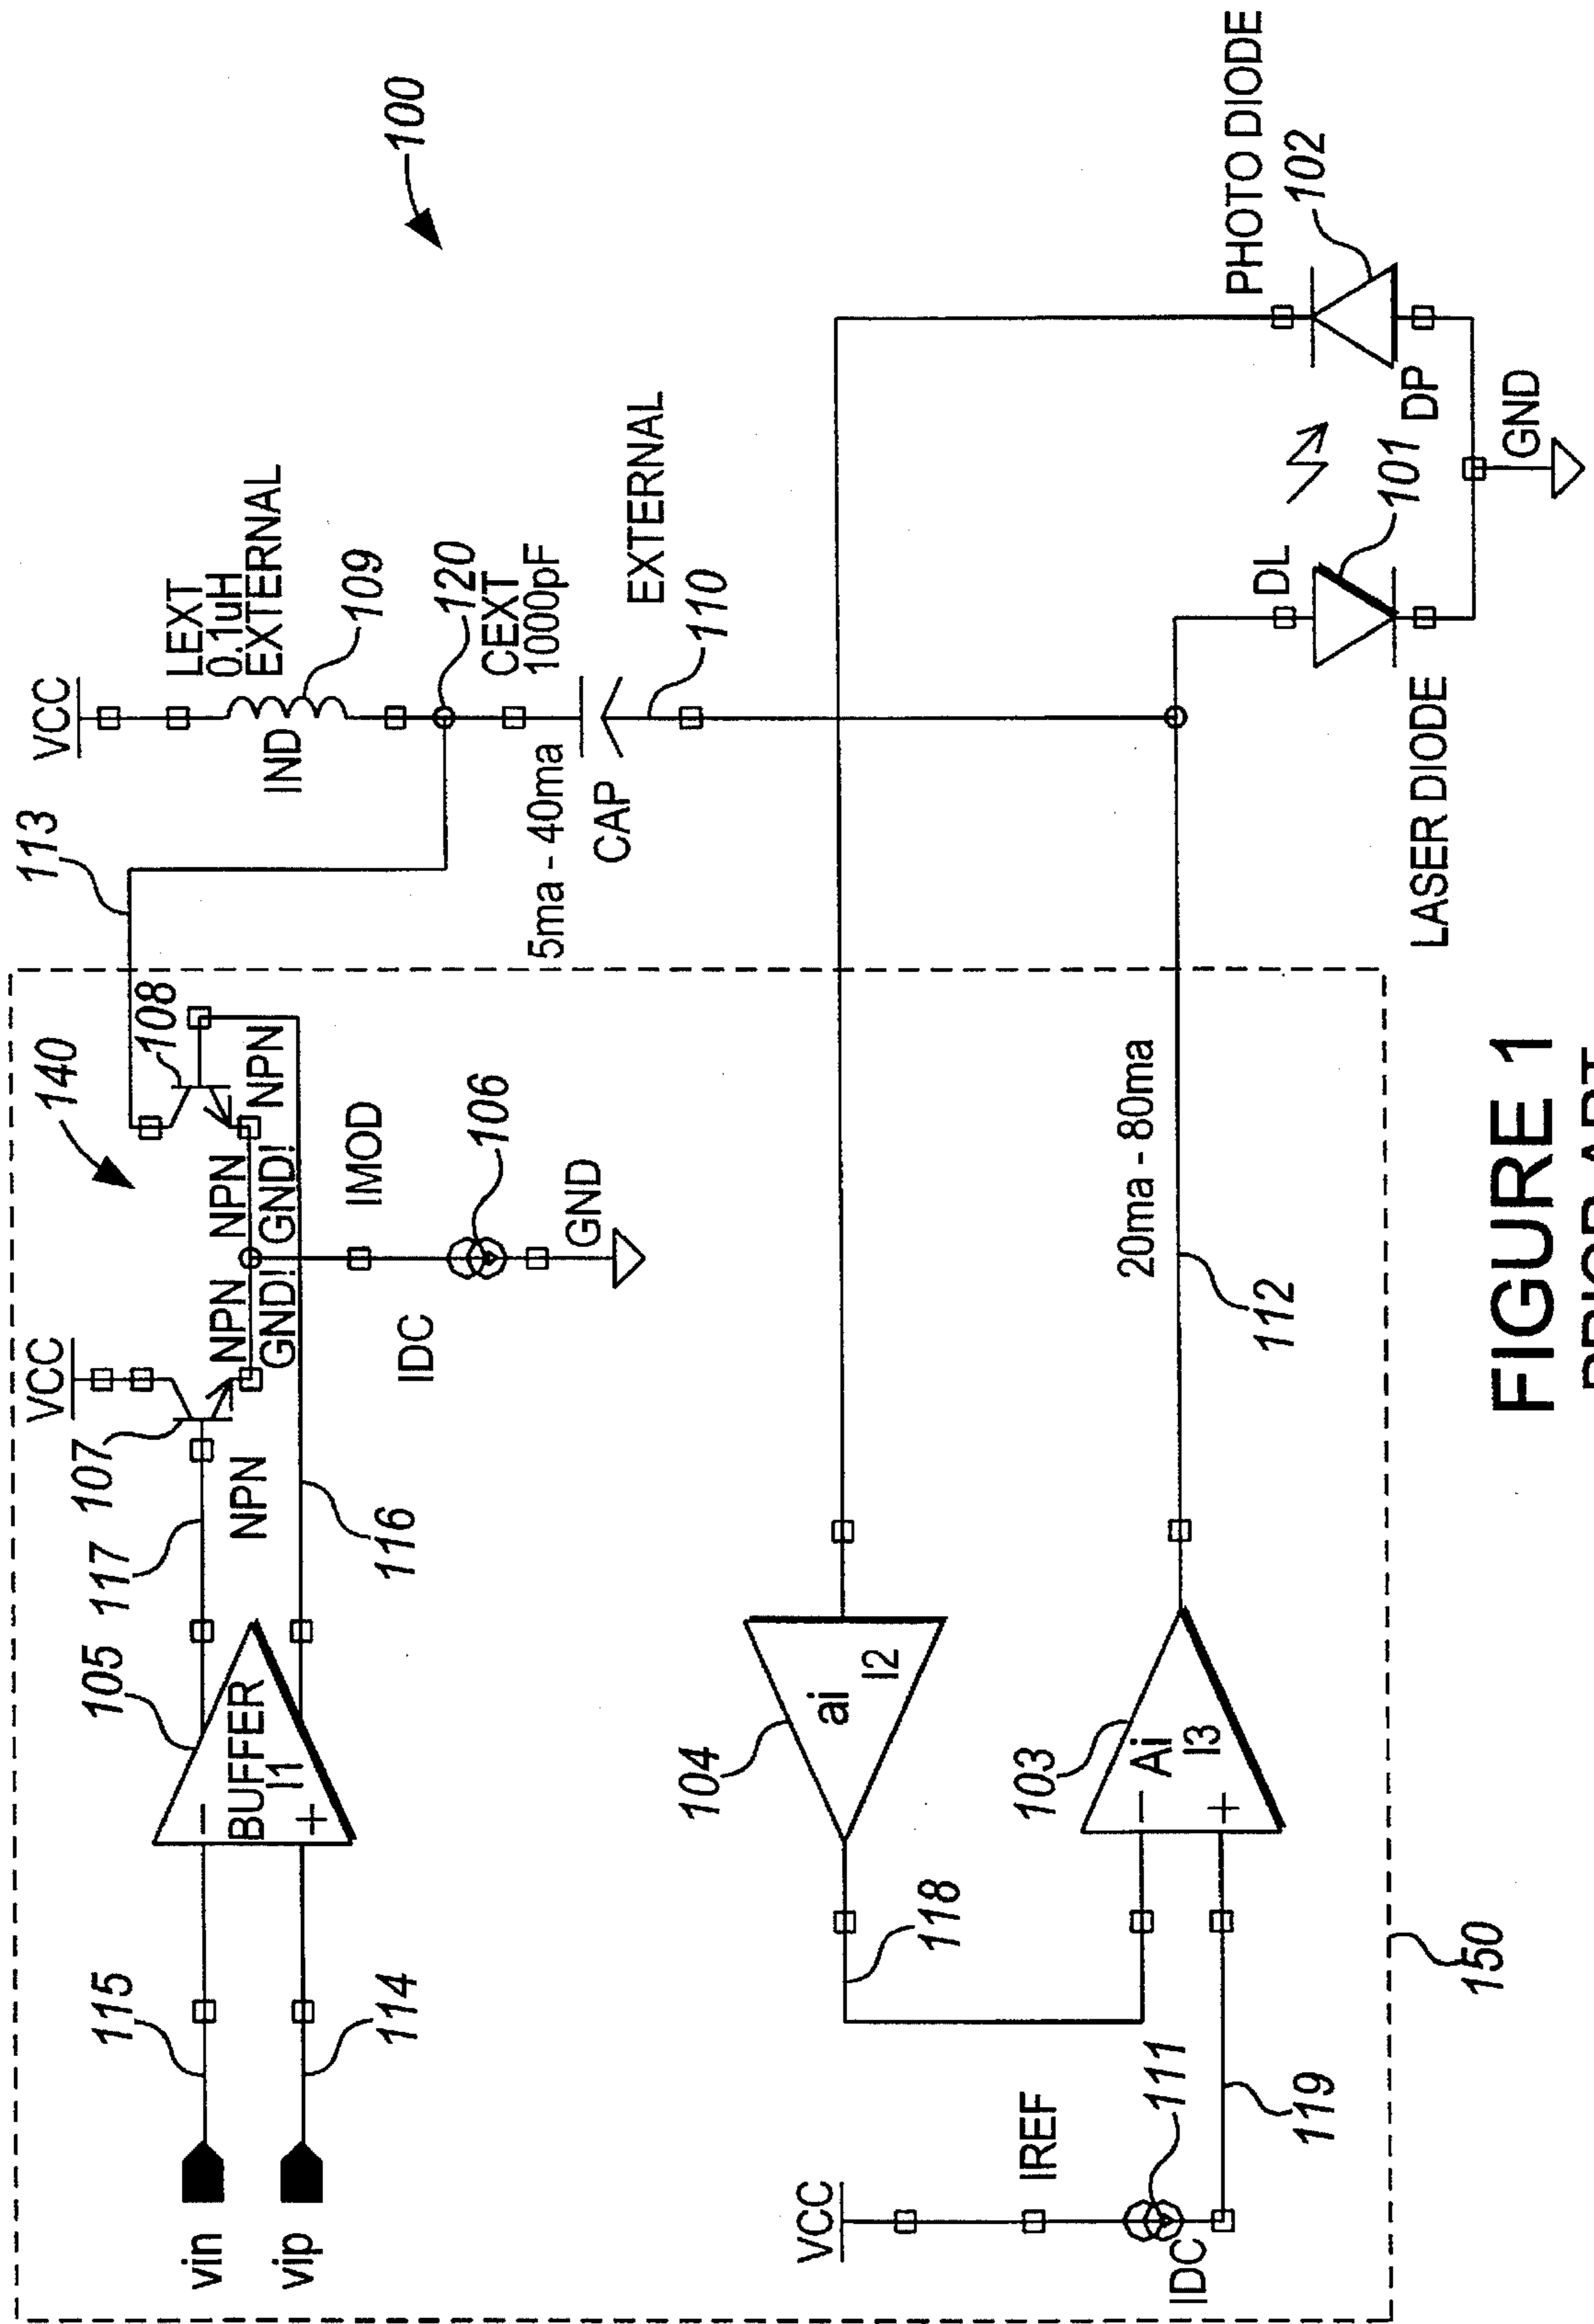 100
VCC
LEXT
0.1uH
EXTERNAL
IND
109
113
120
CEXT
1000pF
5ma - 40ma
CAP
EXTERNAL
110
140
108
NPN
VCC
107
NPN
NPN
NPN
GND!
GND!
IMOD
IDC
106
GND
117
116
105
BUFFER
I1
-
+
115
114
vin
vip
PHOTO DIODE
102
DP
DL
101
GND
LASER DIODE
104
ai
I2
118
103
Ai
I3
-
+
20ma - 80ma
112
VCC
IREF
111
IDC
119
150
FIGURE 1
PRIOR ART